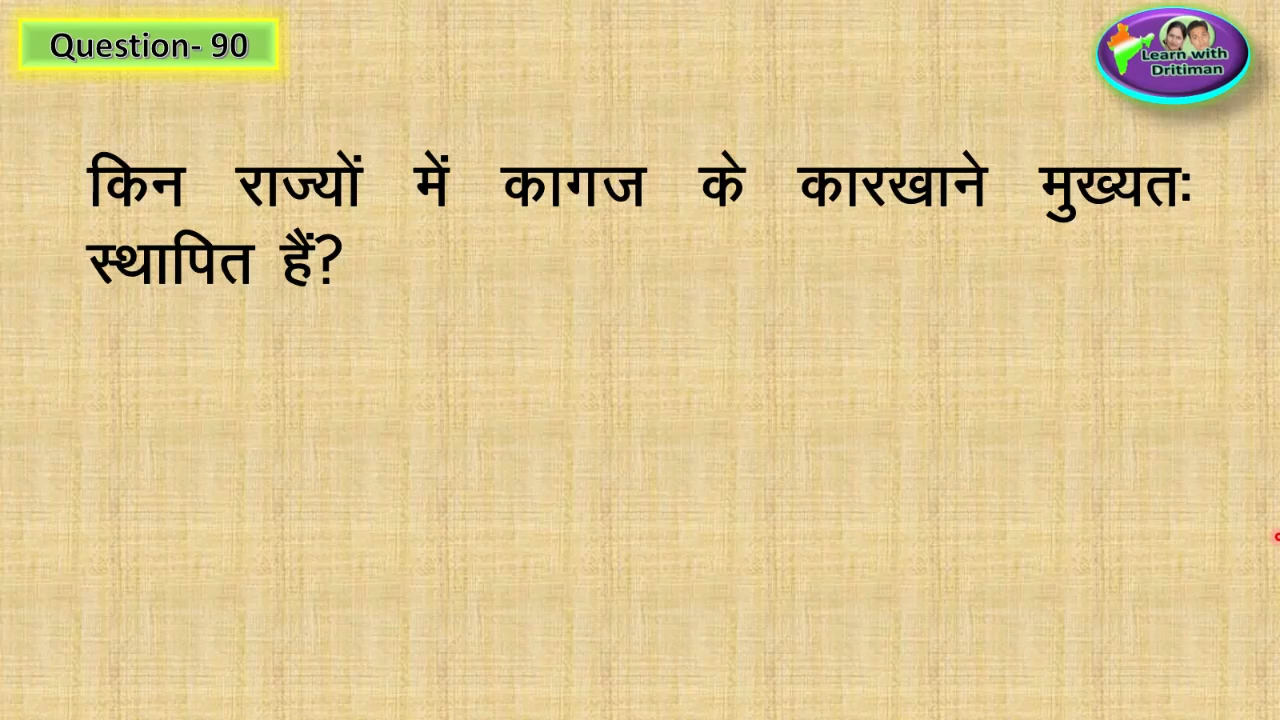 Question- 90
Learn with
Dritiman
किन राज्यों में कागज के कारखाने मुख्यतः
स्थापित हैं?